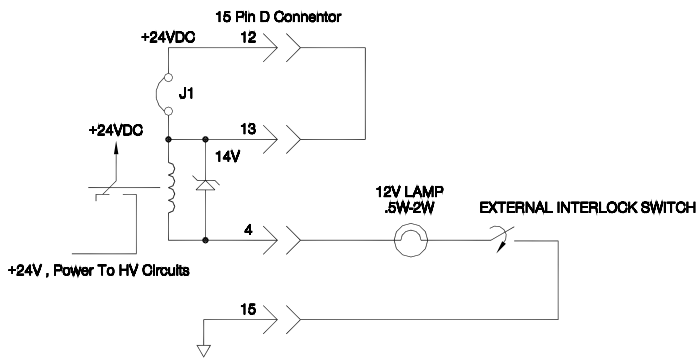 15 Pin D Connentor
+24VDC
12
J1
+24VDC
13
14V
12V LAMP
.5W-2W
EXTERNAL INTERLOCK SWITCH
4
+24V , Power To HV Circuits
15